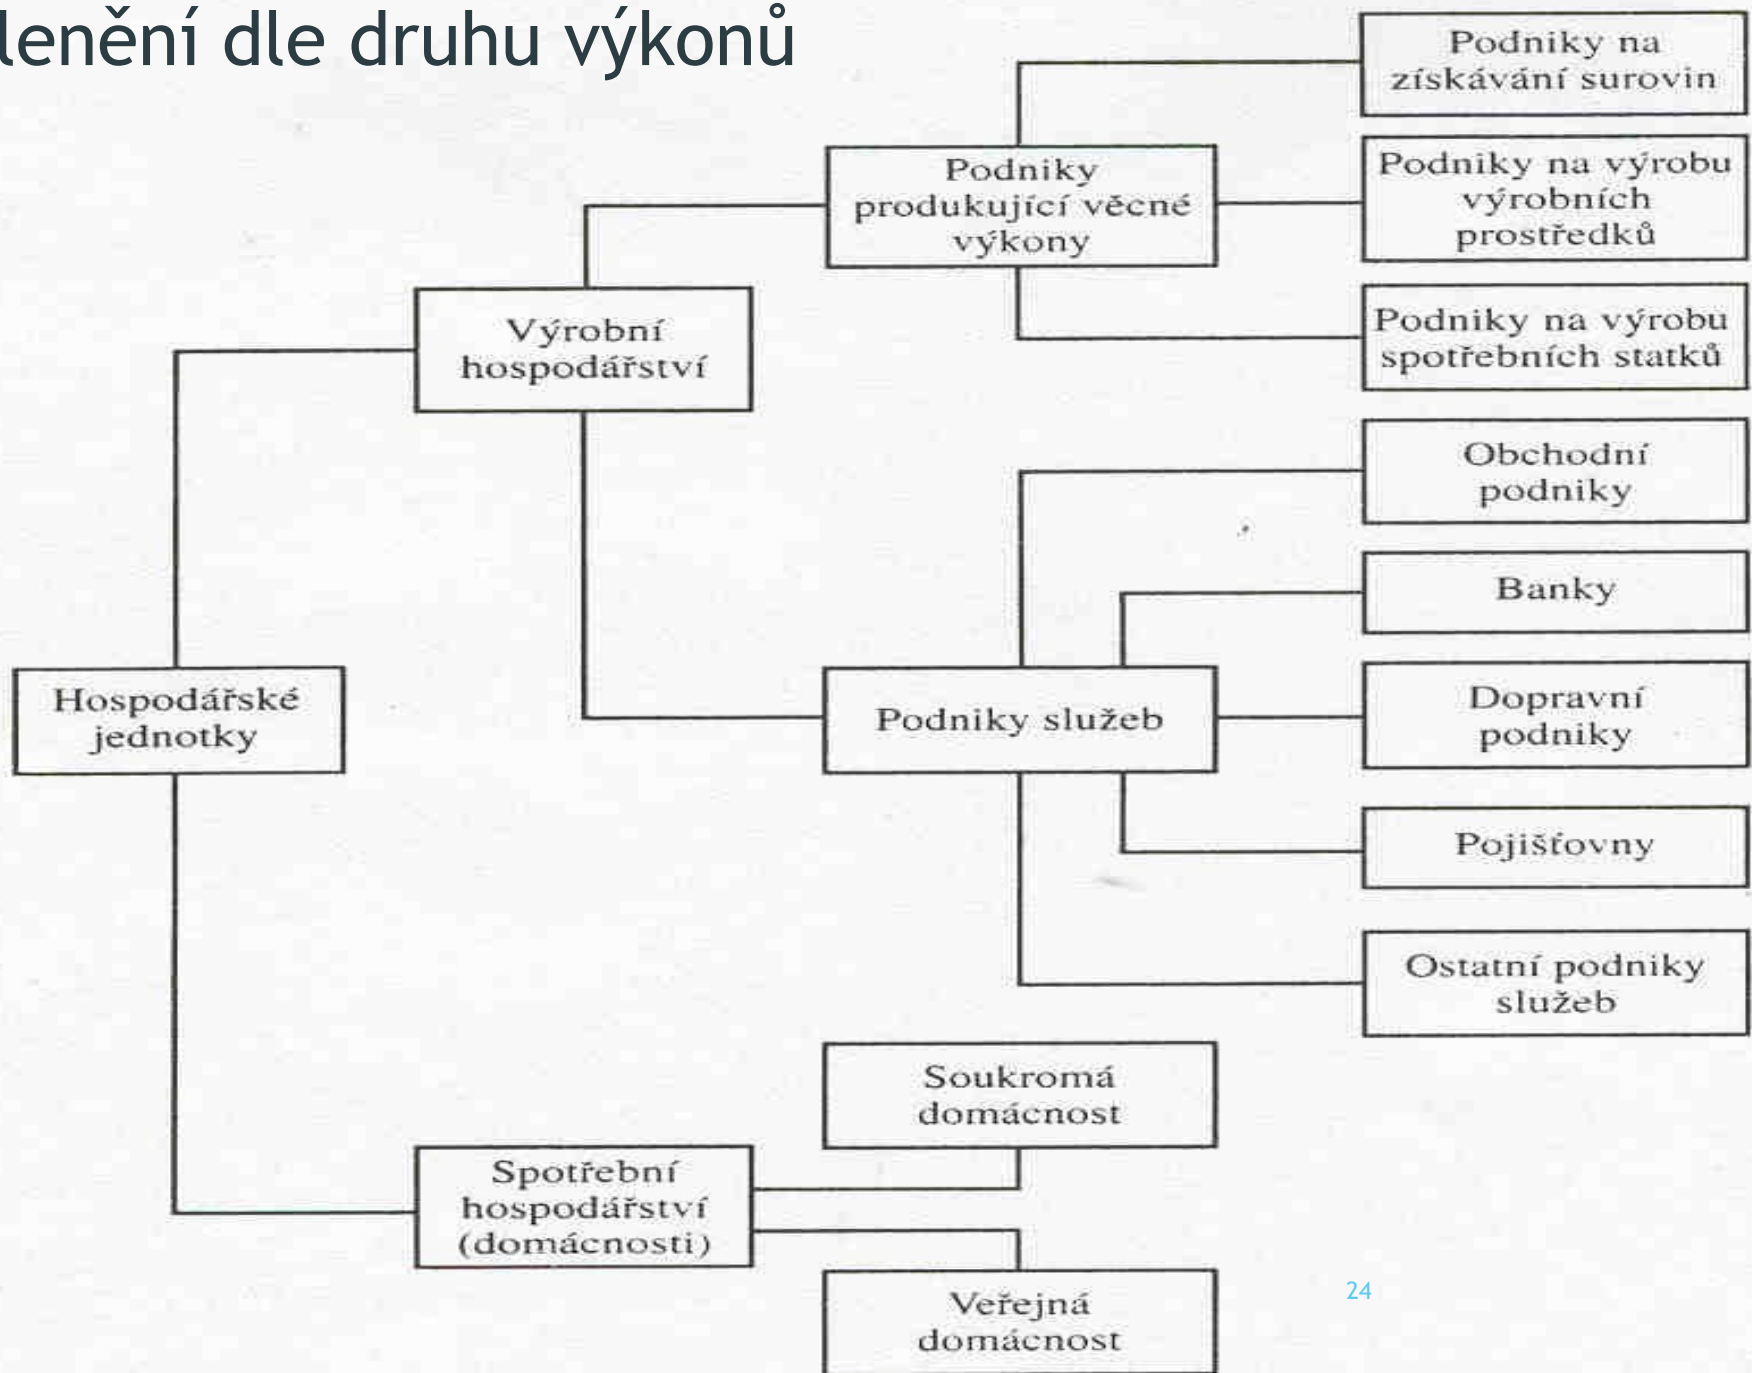 lenění dle druhu výkonů
Podniky na
získávání surovin
Podniky
produkující věcné
výkony
Podniky na výrobu
výrobních
prostředků
Podniky na výrobu
spotřebních statků
Výrobní
hospodářství
Obchodní
podniky
Banky
Hospodářské
jednotky
Podniky služeb
Dopravní
podniky
Pojišťovny
Ostatní podniky
služeb
Soukromá
domácnost
Spotřební
hospodářství
(domácnosti)
Veřejná
domácnost
24